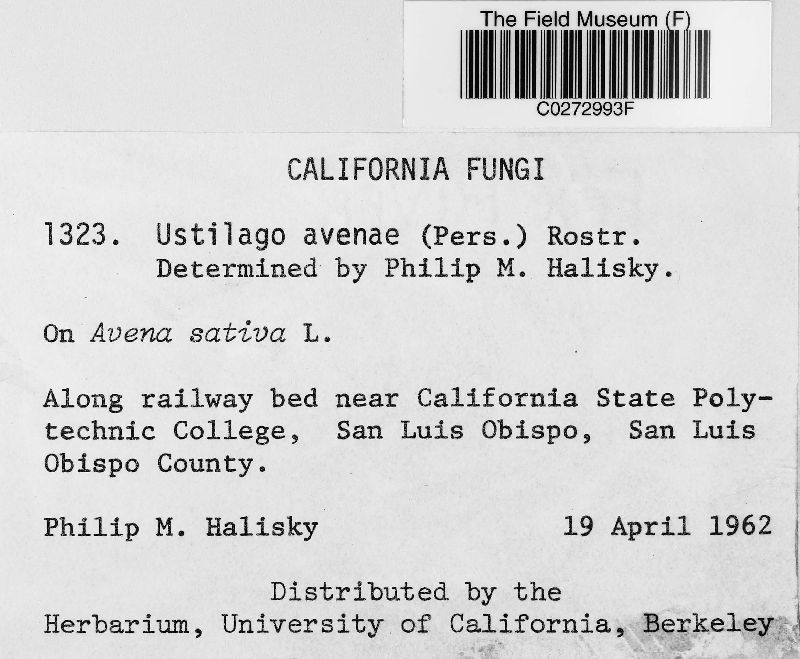 The Field Museum (F)
C0272993F
CALIFORNIA FUNGI
1323. Ustilago avenae (Pers.) Rostr.
Determined by Philip M. Halisky.
On Avena sativa L.
Along railway bed near California State Poly-
technic College, San Luis Obispo, San Luis
Obispo County.
Philip M. Halisky 19 April 1962
Distributed by the
Herbarium, University of California, Berkeley